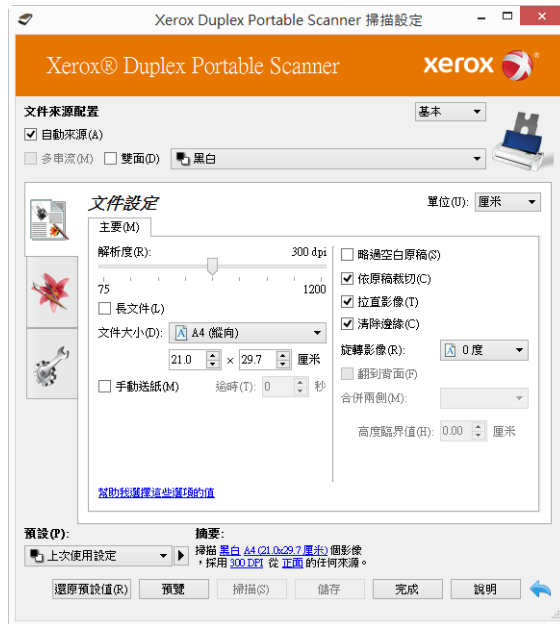 Xerox Duplex Portable Scanner 掃描設定
Xerox® Duplex Portable Scanner
xerox
文件來源配置
基本
自動來源(A)
多串流(M) 雙面(D) 黑白
文件設定
單位(U): 厘米
主要(M)
解析度(R): 300 dpi
75 1200
長文件(L)
文件大小(D): A4 (縱向)
21.0 × 29.7 厘米
手動送紙(M) 逾時(T): 0 秒
略過空白原稿(S)
依原稿裁切(C)
拉直影像(T)
清除邊緣(C)
旋轉影像(R): 0 度
翻到背面(F)
合併兩側(M):
高度臨界值(H): 0.00 厘米
幫助我選擇這些選項的值
預設(P):
上次使用設定
摘要:
掃描 黑白 A4 (21.0x29.7 厘米) 個影像
，採用 300 DPI 從 正面 的任何來源。
還原預設值(R) 預覽 掃描(S) 儲存 完成 說明